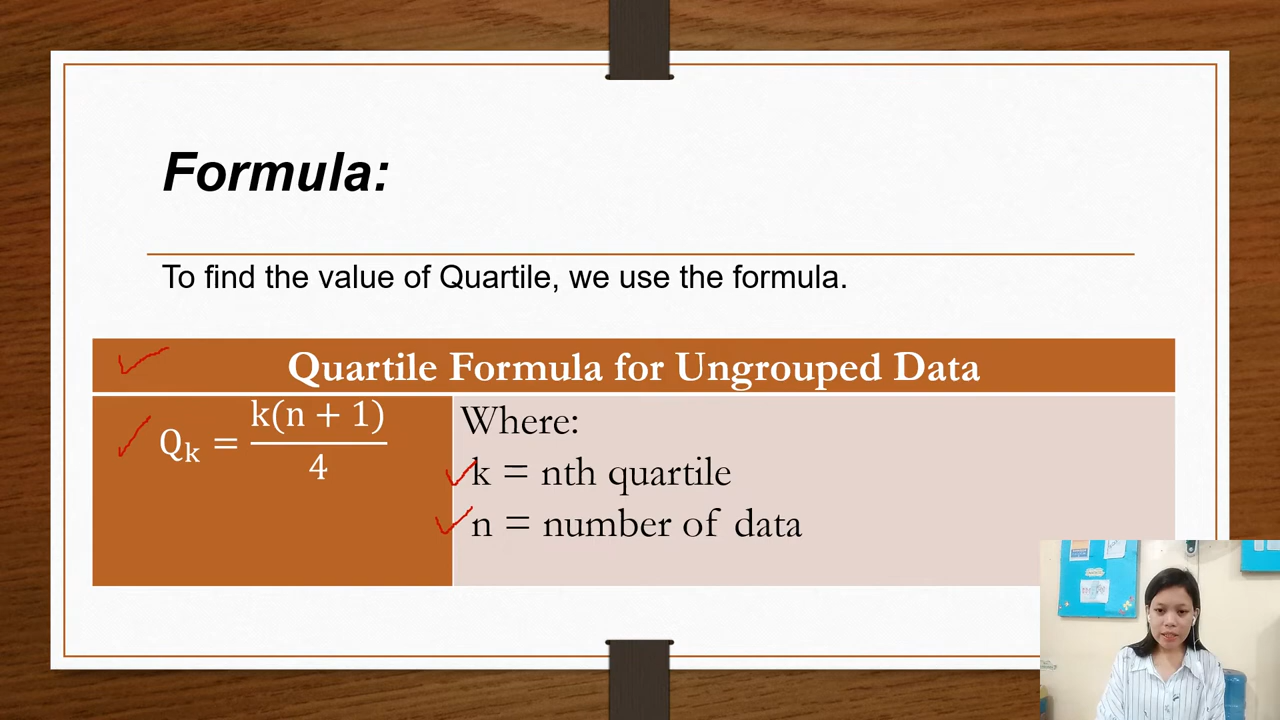 Formula:
To find the value of Quartile, we use the formula.
Quartile Formula for Ungrouped Data
Qk = k(n + 1) / 4
Where:
k = nth quartile
n = number of data